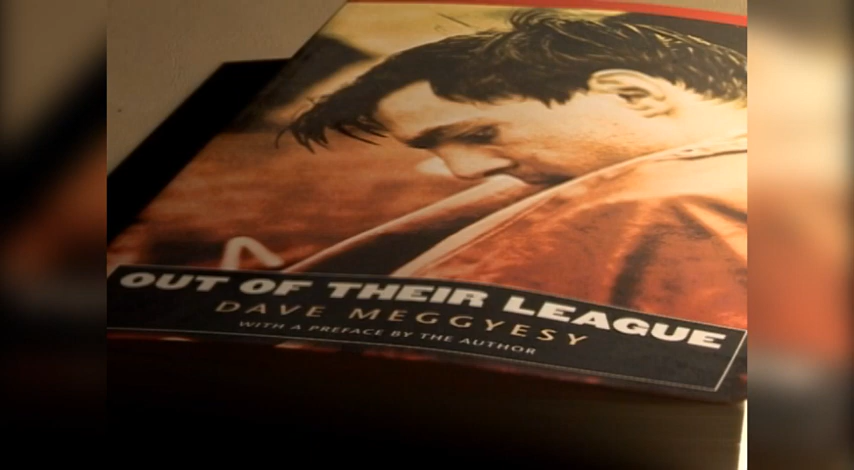 OUT OF THEIR LEAGUE
DAVE MEGGYESY
WITH A PREFACE BY THE AUTHOR